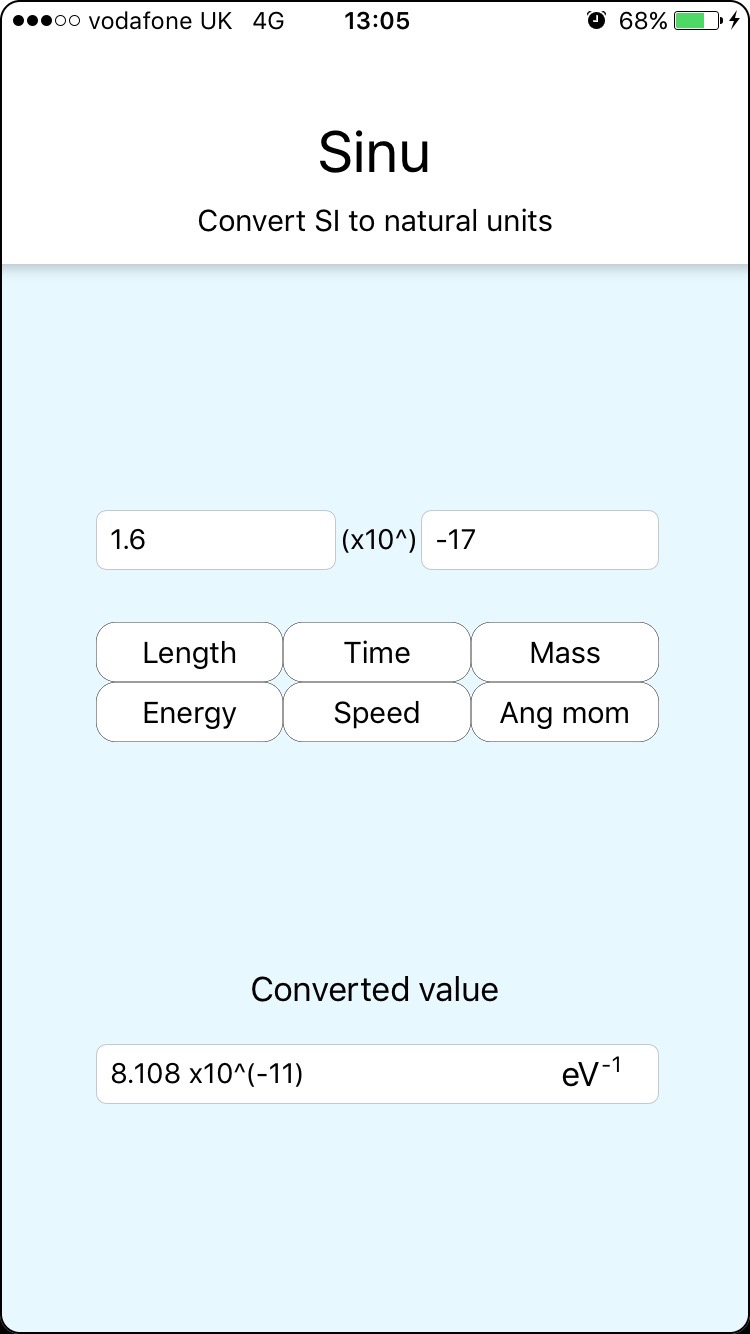 vodafone UK 4G 13:05 68%
Sinu
Convert SI to natural units
1.6 (x10^) -17
Length Time Mass
Energy Speed Ang mom
Converted value
8.108 x10^(-11) eV⁻¹